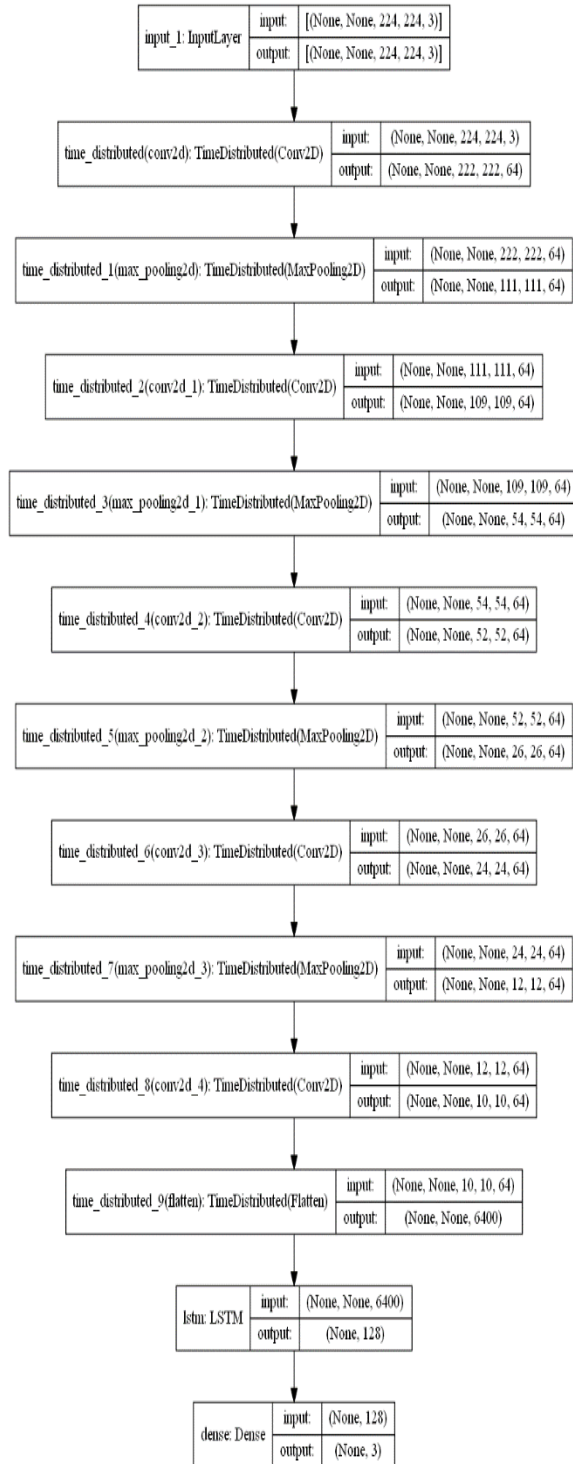 input_1: InputLayer
input: [(None, None, 224, 224, 3)]
output: [(None, None, 224, 224, 3)]
time_distributed(conv2d): TimeDistributed(Conv2D)
input: (None, None, 224, 224, 3)
output: (None, None, 222, 222, 64)
time_distributed_1(max_pooling2d): TimeDistributed(MaxPooling2D)
input: (None, None, 222, 222, 64)
output: (None, None, 111, 111, 64)
time_distributed_2(conv2d_1): TimeDistributed(Conv2D)
input: (None, None, 111, 111, 64)
output: (None, None, 109, 109, 64)
time_distributed_3(max_pooling2d_1): TimeDistributed(MaxPooling2D)
input: (None, None, 109, 109, 64)
output: (None, None, 54, 54, 64)
time_distributed_4(conv2d_2): TimeDistributed(Conv2D)
input: (None, None, 54, 54, 64)
output: (None, None, 52, 52, 64)
time_distributed_5(max_pooling2d_2): TimeDistributed(MaxPooling2D)
input: (None, None, 52, 52, 64)
output: (None, None, 26, 26, 64)
time_distributed_6(conv2d_3): TimeDistributed(Conv2D)
input: (None, None, 26, 26, 64)
output: (None, None, 24, 24, 64)
time_distributed_7(max_pooling2d_3): TimeDistributed(MaxPooling2D)
input: (None, None, 24, 24, 64)
output: (None, None, 12, 12, 64)
time_distributed_8(conv2d_4): TimeDistributed(Conv2D)
input: (None, None, 12, 12, 64)
output: (None, None, 10, 10, 64)
time_distributed_9(flatten): TimeDistributed(Flatten)
input: (None, None, 10, 10, 64)
output: (None, None, 6400)
lstm: LSTM
input: (None, None, 6400)
output: (None, 128)
dense: Dense
input: (None, 128)
output: (None, 3)